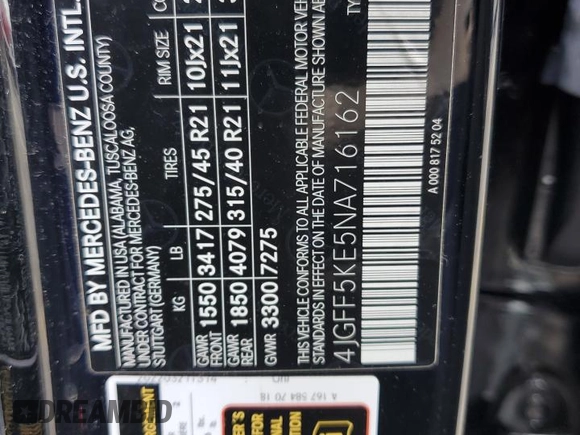 MFD BY MERCEDES-BENZ U.S. INTL.
MANUFACTURED IN USA (ALABAMA, TUSCALOOSA COUNTY)
UNDER CONTRACT FOR MERCEDES-BENZ AG,
STUTTGART (GERMANY)
KG LB TIRES RIM SIZE
GAWR FRONT 1550 3417 275/45 R21 10Jx21
GAWR REAR 1850 4079 315/40 R21 11Jx21
GVWR 3300 7275
THIS VEHICLE CONFORMS TO ALL APPLICABLE FEDERAL MOTOR
STANDARDS IN EFFECT ON THE DATE OF MANUFACTURE SHOWN
4JGFF5KE5NA716162
A 000 817 52 04
A 167 584 70 18
DREAMBID